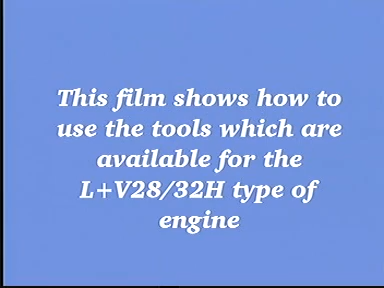 This film shows how to
use the tools which are
available for the
L+V28/32H type of
engine